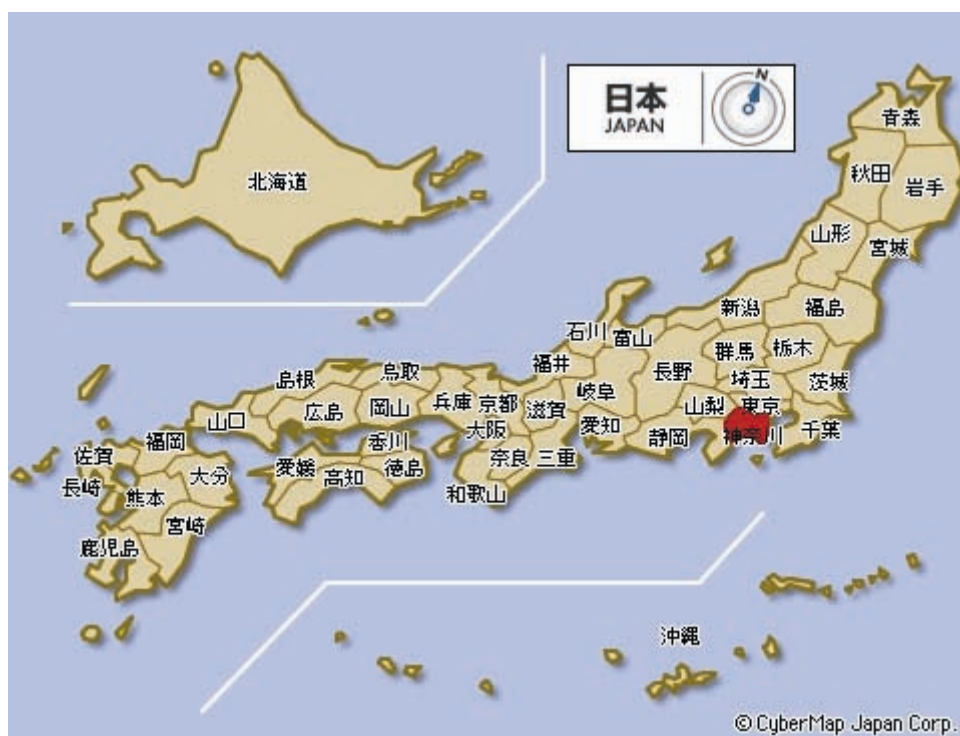 日本
JAPAN
N
北海道
青森
秋田
岩手
山形
宮城
新潟
福島
石川
富山
福井
群馬
栃木
長野
埼玉
茨城
島根
鳥取
岐阜
山梨
東京
山口
広島
岡山
兵庫
京都
滋賀
愛知
静岡
神奈川
千葉
大阪
香川
福岡
佐賀
大分
愛媛
高知
徳島
奈良
三重
長崎
熊本
和歌山
宮崎
鹿児島
沖縄
© CyberMap Japan Corp.